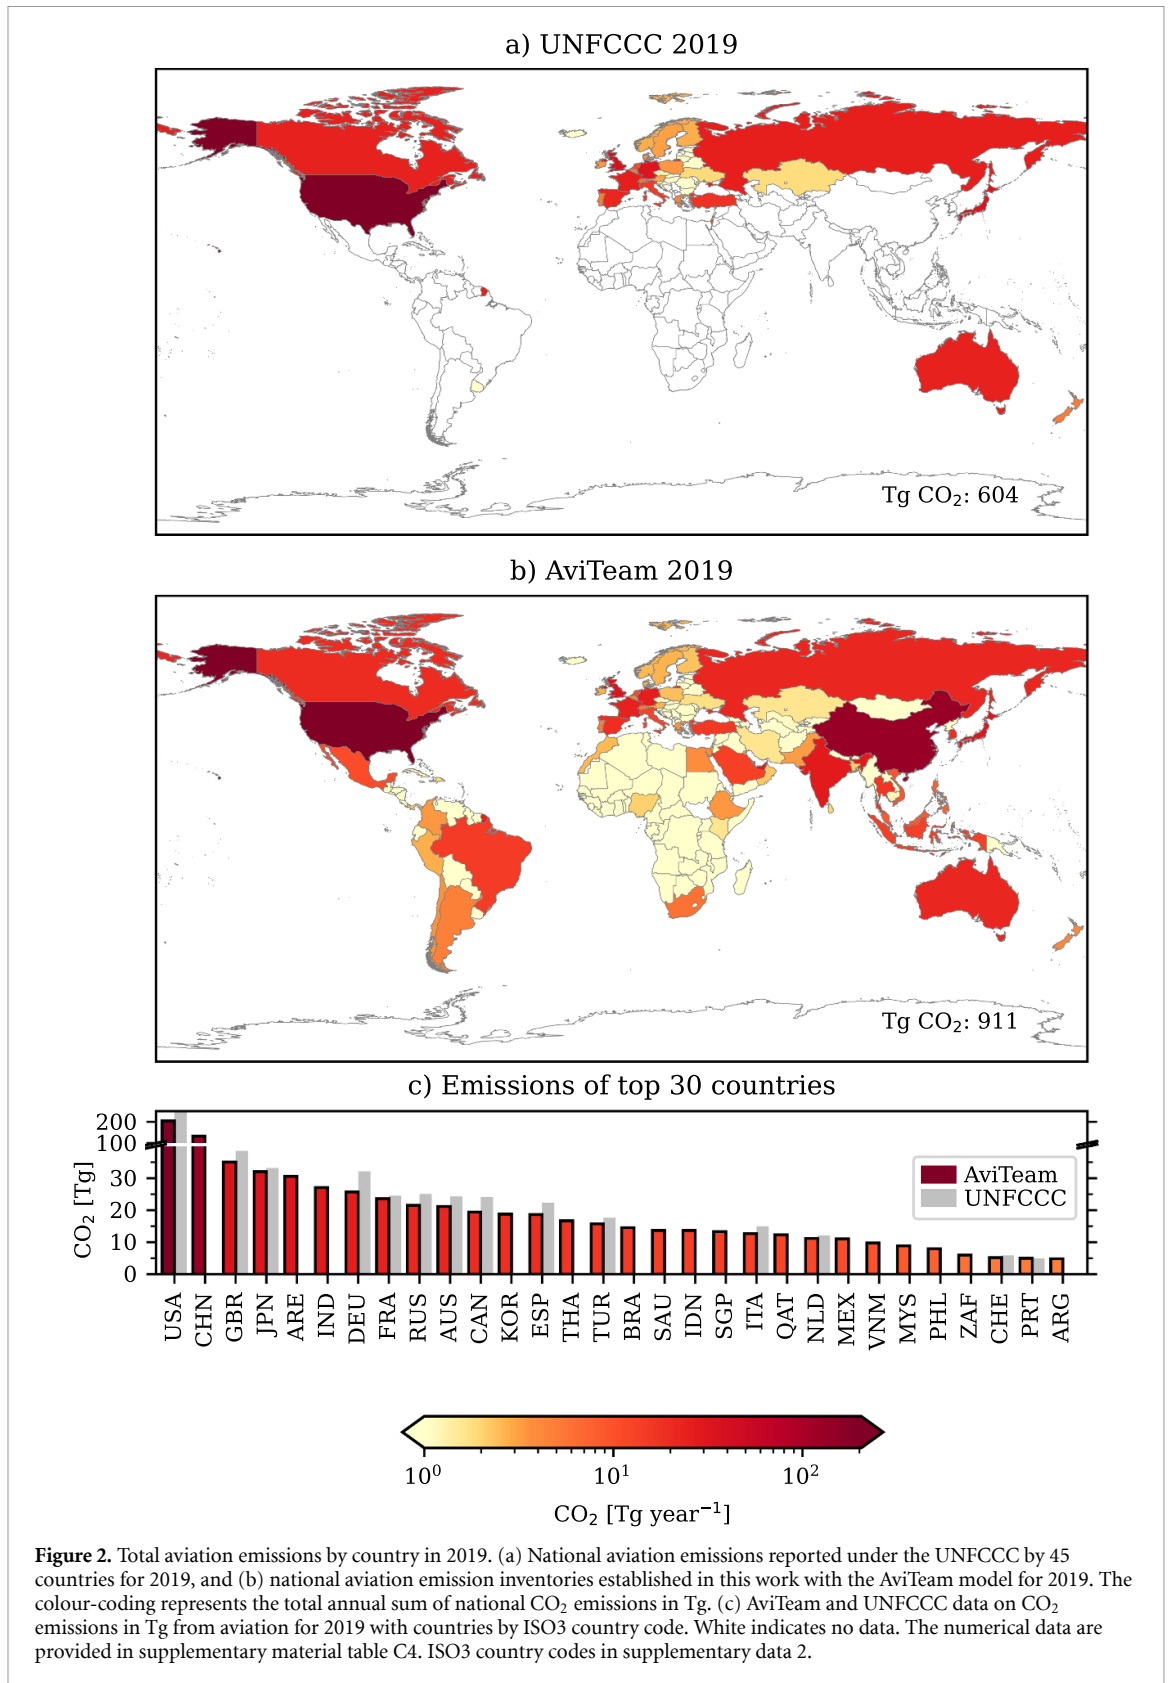 a) UNFCCC 2019
Tg CO₂: 604
b) AviTeam 2019
Tg CO₂: 911
c) Emissions of top 30 countries
CO₂ [Tg]
200
100
30
20
10
0
AviTeam
UNFCCC
USA
CHN
GBR
JPN
ARE
IND
DEU
FRA
RUS
AUS
CAN
KOR
ESP
THA
TUR
BRA
SAU
IDN
SGP
ITA
QAT
NLD
MEX
VNM
MYS
PHL
ZAF
CHE
PRT
ARG
10⁰ 10¹ 10²
CO₂ [Tg year⁻¹]
Figure 2. Total aviation emissions by country in 2019. (a) National aviation emissions reported under the UNFCCC by 45
countries for 2019, and (b) national aviation emission inventories established in this work with the AviTeam model for 2019. The
colour-coding represents the total annual sum of national CO₂ emissions in Tg. (c) AviTeam and UNFCCC data on CO₂
emissions in Tg from aviation for 2019 with countries by ISO3 country code. White indicates no data. The numerical data are
provided in supplementary material table C4. ISO3 country codes in supplementary data 2.